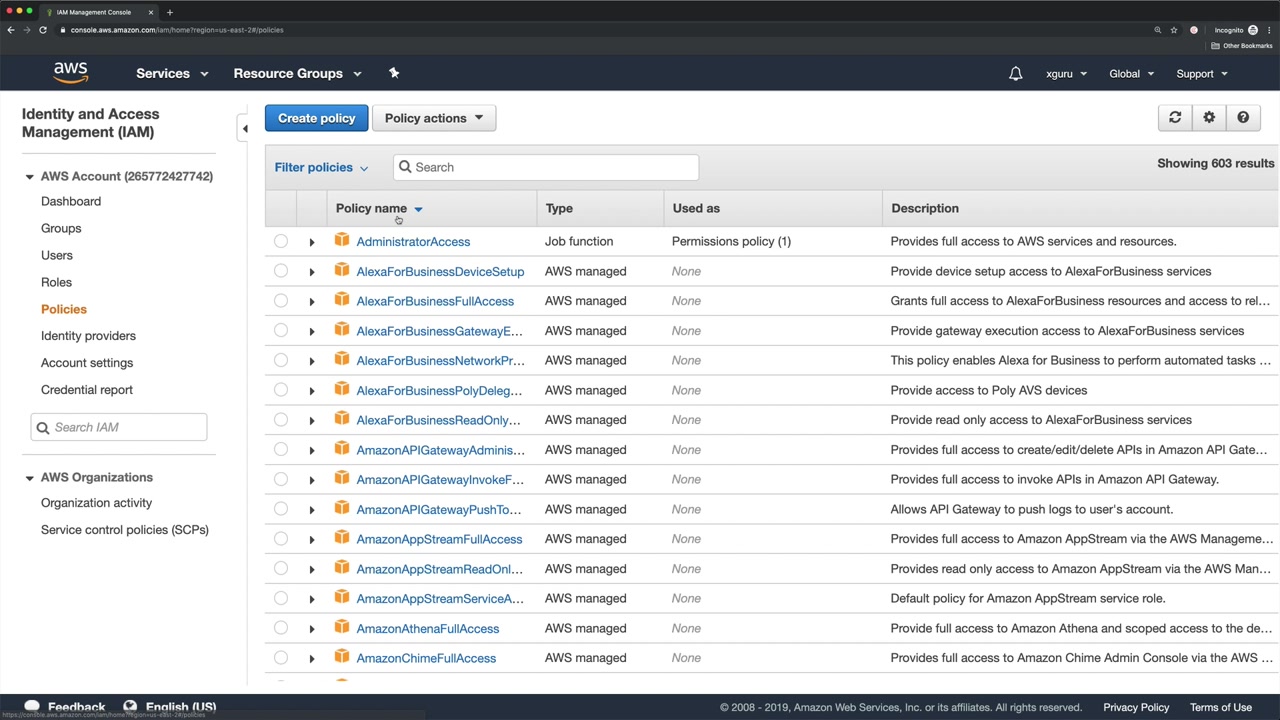 IAM Management Console
console.aws.amazon.com/iam/home?region=us-east-2#/policies
Incognito
Other Bookmarks
aws
Services
Resource Groups
xguru
Global
Support
Identity and Access
Management (IAM)
AWS Account (265772427742)
Dashboard
Groups
Users
Roles
Policies
Identity providers
Account settings
Credential report
Search IAM
AWS Organizations
Organization activity
Service control policies (SCPs)
Create policy
Policy actions
Filter policies
Search
Showing 603 results
Policy name Type Used as Description
AdministratorAccess Job function Permissions policy (1) Provides full access to AWS services and resources.
AlexaForBusinessDeviceSetup AWS managed None Provide device setup access to AlexaForBusiness services
AlexaForBusinessFullAccess AWS managed None Grants full access to AlexaForBusiness resources and access to rel...
AlexaForBusinessGatewayE... AWS managed None Provide gateway execution access to AlexaForBusiness services
AlexaForBusinessNetworkPr... AWS managed None This policy enables Alexa for Business to perform automated tasks ...
AlexaForBusinessPolyDeleg... AWS managed None Provide access to Poly AVS devices
AlexaForBusinessReadOnly... AWS managed None Provide read only access to AlexaForBusiness services
AmazonAPIGatewayAdminis... AWS managed None Provides full access to create/edit/delete APIs in Amazon API Gate...
AmazonAPIGatewayInvokeF... AWS managed None Provides full access to invoke APIs in Amazon API Gateway.
AmazonAPIGatewayPushTo... AWS managed None Allows API Gateway to push logs to user's account.
AmazonAppStreamFullAccess AWS managed None Provides full access to Amazon AppStream via the AWS Manageme...
AmazonAppStreamReadOnl... AWS managed None Provides read only access to Amazon AppStream via the AWS Man...
AmazonAppStreamServiceA... AWS managed None Default policy for Amazon AppStream service role.
AmazonAthenaFullAccess AWS managed None Provide full access to Amazon Athena and scoped access to the de...
AmazonChimeFullAccess AWS managed None Provides full access to Amazon Chime Admin Console via the AWS ...
Feedback
English (US)
© 2008 - 2019, Amazon Web Services, Inc. or its affiliates. All rights reserved.
Privacy Policy
Terms of Use
https://console.aws.amazon.com/iam/home?region=us-east-2#/policies